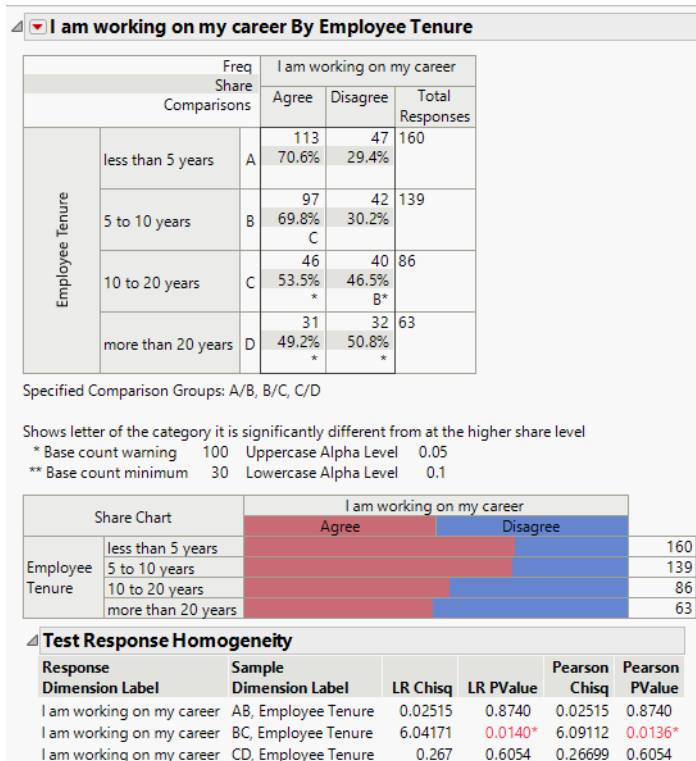 I am working on my career By Employee Tenure
Freq I am working on my career
Share
Comparisons Agree Disagree Total Responses
Employee Tenure
less than 5 years A 113 47 160
70.6% 29.4%
5 to 10 years B 97 42 139
69.8% 30.2%
C
10 to 20 years C 46 40 86
53.5% 46.5%
* B*
more than 20 years D 31 32 63
49.2% 50.8%
* *
Specified Comparison Groups: A/B, B/C, C/D
Shows letter of the category it is significantly different from at the higher share level
* Base count warning 100 Uppercase Alpha Level 0.05
** Base count minimum 30 Lowercase Alpha Level 0.1
Share Chart I am working on my career
Agree Disagree
Employee Tenure
less than 5 years 160
5 to 10 years 139
10 to 20 years 86
more than 20 years 63
Test Response Homogeneity
Response Sample Pearson Pearson
Dimension Label Dimension Label LR Chisq LR PValue Chisq PValue
I am working on my career AB, Employee Tenure 0.02515 0.8740 0.02515 0.8740
I am working on my career BC, Employee Tenure 6.04171 0.0140* 6.09112 0.0136*
I am working on my career CD, Employee Tenure 0.267 0.6054 0.26699 0.6054